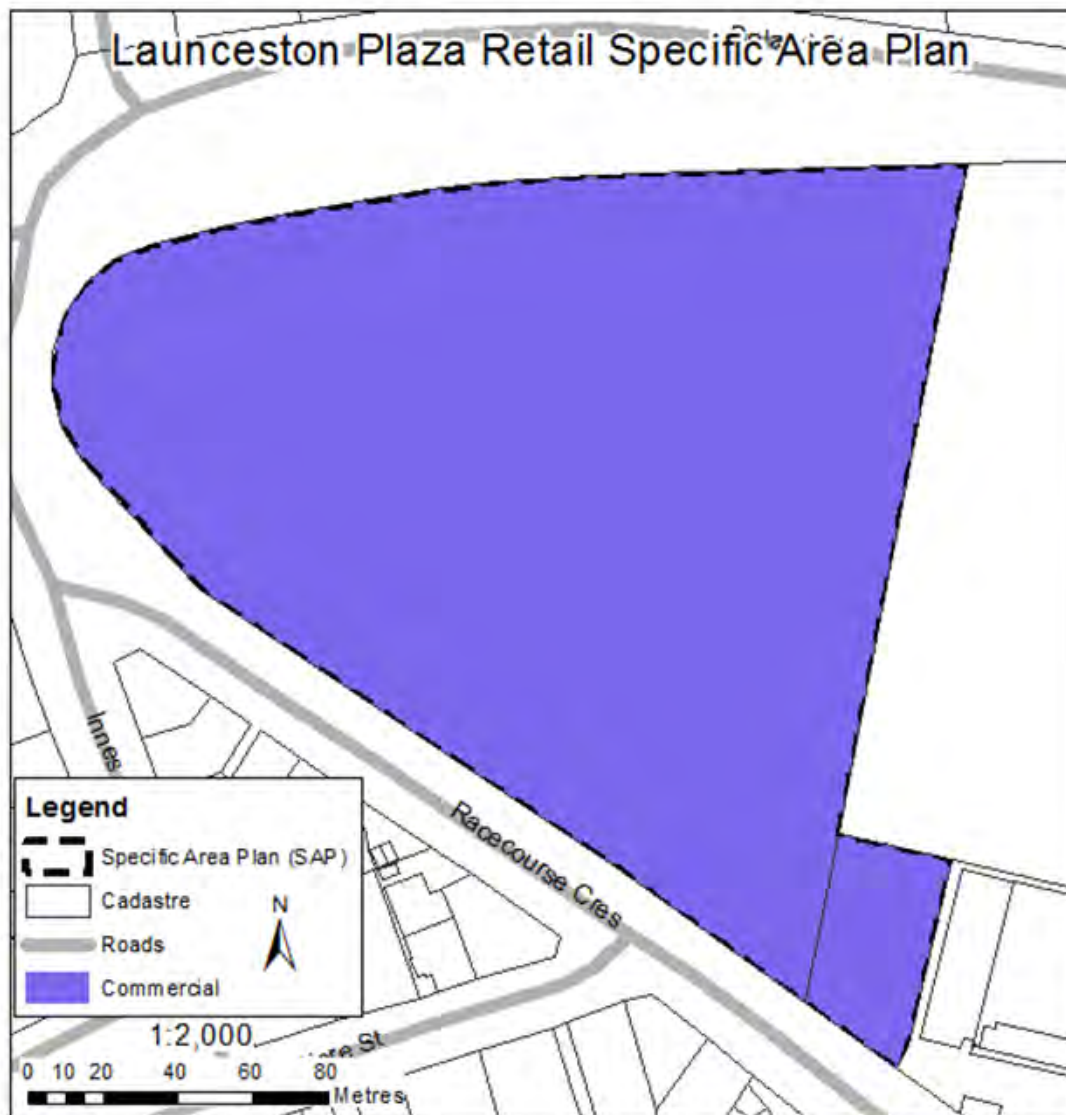 Launceston Plaza Retail Specific Area Plan
Innes
Racecourse Cres
Legend
Specific Area Plan (SAP)
Cadastre
N
Roads
Commercial
1:2,000
St
0 10 20 40 60 80
Metres